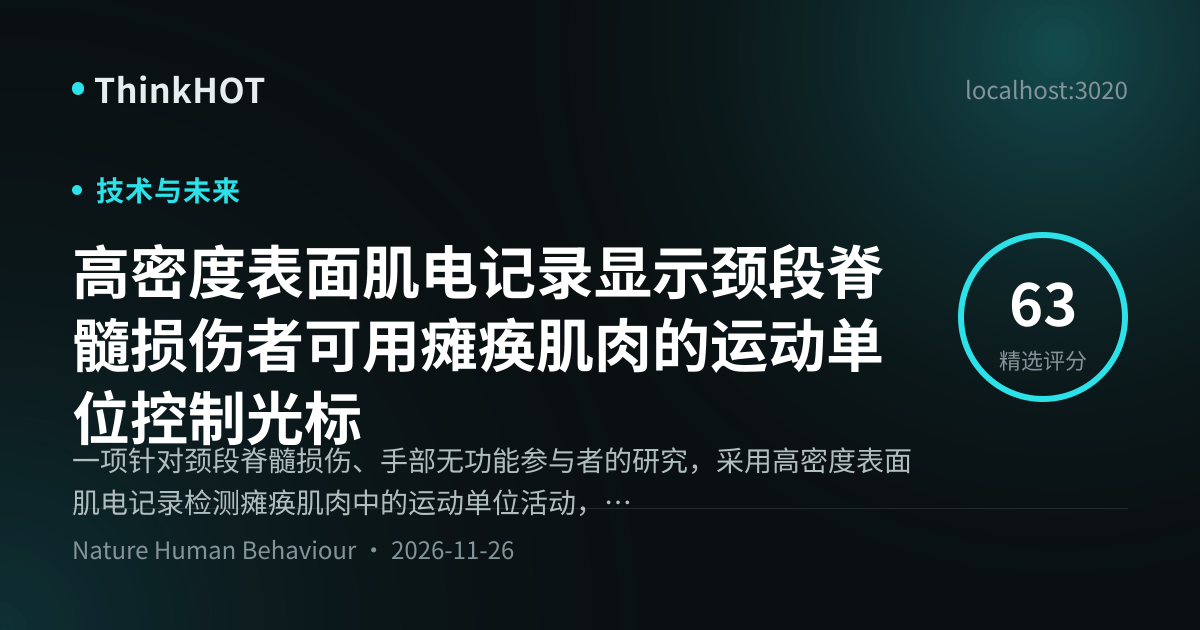 ThinkHOT
localhost:3020
技术与未来
高密度表面肌电记录显示颈段脊
髓损伤者可用瘫痪肌肉的运动单
位控制光标
63
精选评分
一项针对颈段脊髓损伤、手部无功能参与者的研究，采用高密度表面
肌电记录检测瘫痪肌肉中的运动单位活动，…
Nature Human Behaviour • 2026-11-26